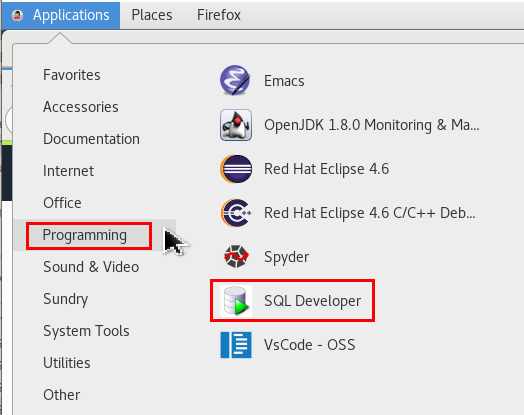 Applications Places Firefox
Favorites
Accessories
Documentation
Internet
Office
Programming
Sound & Video
Sundry
System Tools
Utilities
Other
Emacs
OpenJDK 1.8.0 Monitoring & Ma...
Red Hat Eclipse 4.6
Red Hat Eclipse 4.6 C/C++ Deb...
Spyder
SQL Developer
VsCode - OSS